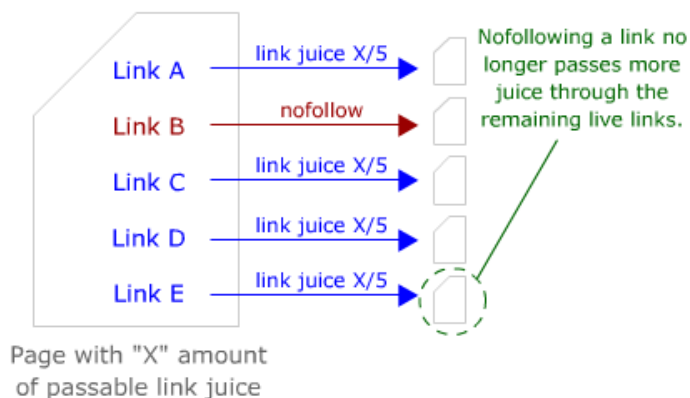 Link A
link juice X/5
Link B
nofollow
Link C
link juice X/5
Link D
link juice X/5
Link E
link juice X/5
Nofollowing a link no
longer passes more
juice through the
remaining live links.
Page with "X" amount
of passable link juice